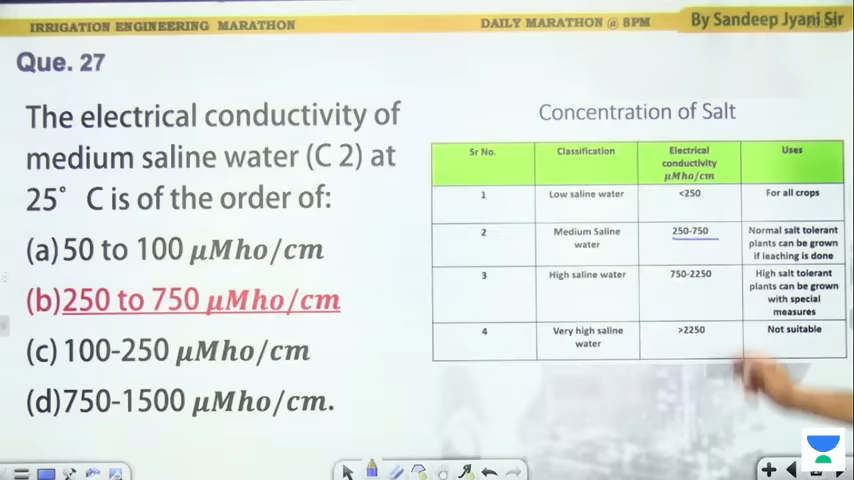 IRRIGATION ENGINEERING MARATHON
DAILY MARATHON @ 8PM
By Sandeep Jyani Sir
Que. 27
The electrical conductivity of
medium saline water (C 2) at
25° C is of the order of:
(a) 50 to 100 μMho/cm
(b) 250 to 750 μMho/cm
(c) 100-250 μMho/cm
(d) 750-1500 μMho/cm.
Concentration of Salt
Sr No. Classification Electrical conductivity μMho/cm Uses
1 Low saline water <250 For all crops
2 Medium Saline water 250-750 Normal salt tolerant plants can be grown if leaching is done
3 High saline water 750-2250 High salt tolerant plants can be grown with special measures
4 Very high saline water >2250 Not suitable